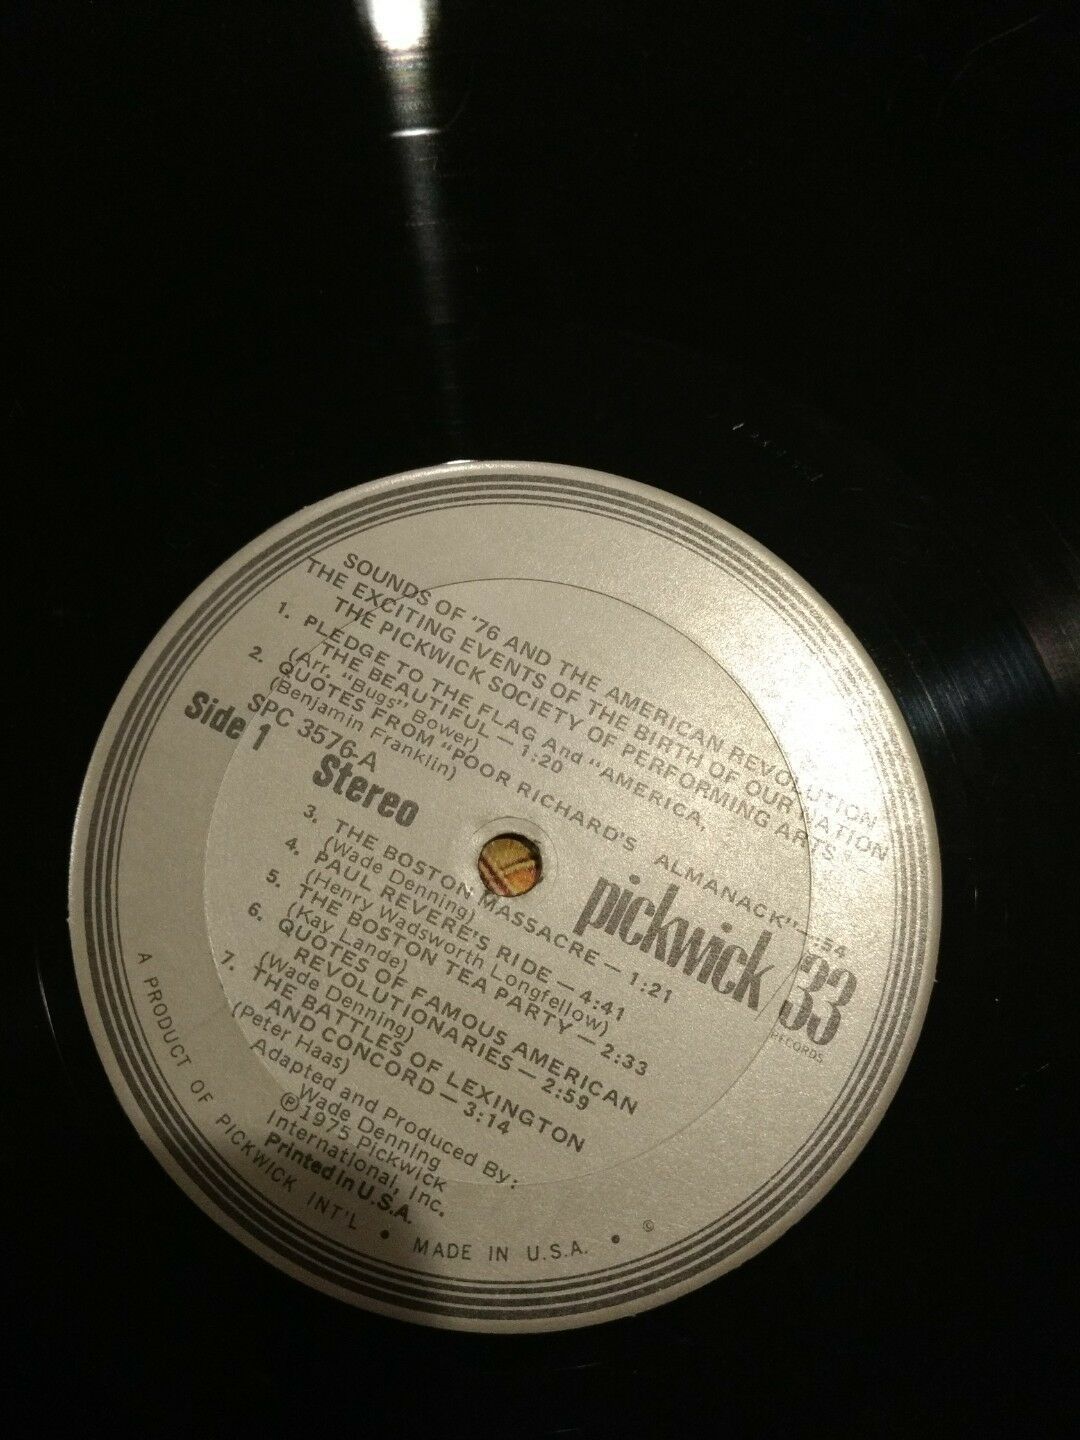 SOUNDS OF '76 AND THE AMERICAN REVOLUTION
THE EXCITING EVENTS OF THE BIRTH OF OUR NATION
THE PICKWICK SOCIETY OF PERFORMING ARTS
1. PLEDGE TO THE FLAG And "AMERICA,
THE BEAUTIFUL — 1:20
(Arr. "Bugs" Bower)
2. QUOTES FROM "POOR RICHARD'S ALMANACK"— :54
(Benjamin Franklin)
SPC 3576-A
Side 1
Stereo
pickwick/33
RECORDS
3. THE BOSTON MASSACRE — 1:21
(Wade Denning)
4. PAUL REVERE'S RIDE — 4:41
(Henry Wadsworth Longfellow)
5. THE BOSTON TEA PARTY — 2:33
(Kay Lande)
6. QUOTES OF FAMOUS AMERICAN
REVOLUTIONARIES — 2:59
(Wade Denning)
7. THE BATTLES OF LEXINGTON
AND CONCORD — 3:14
(Peter Haas)
Adapted and Produced By:
Wade Denning
℗1975 Pickwick
International, Inc.
Printed in U.S.A.
A PRODUCT OF PICKWICK INT'L • MADE IN U.S.A. • ©